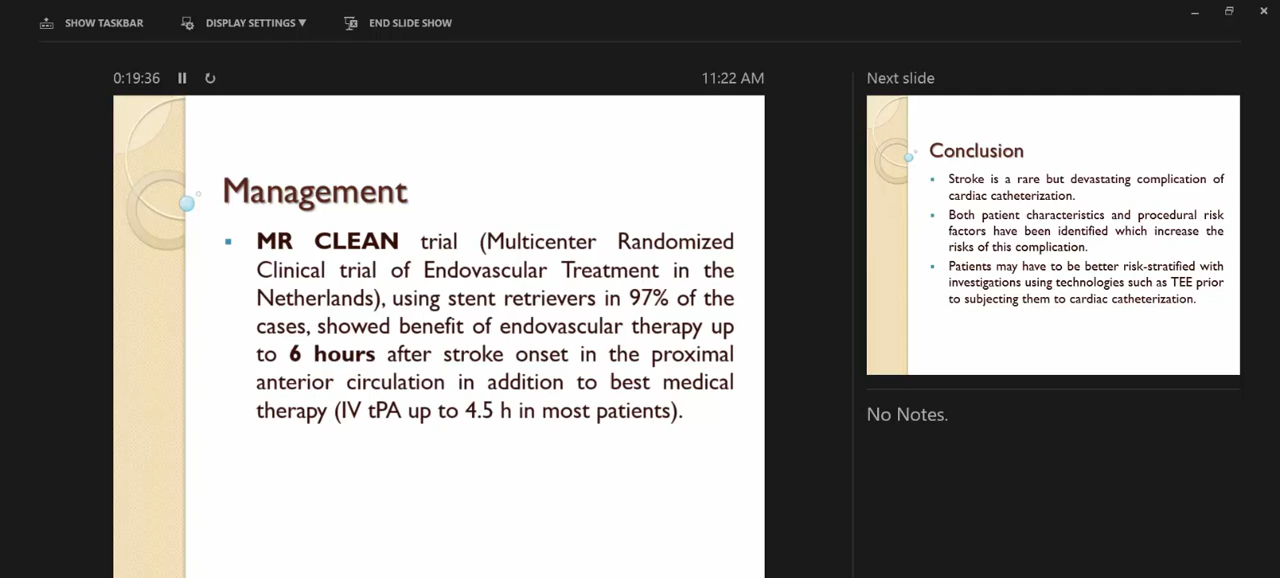 SHOW TASKBAR
DISPLAY SETTINGS ▼
END SLIDE SHOW
0:19:36
11:22 AM
Management
▪ MR CLEAN trial (Multicenter Randomized
Clinical trial of Endovascular Treatment in the
Netherlands), using stent retrievers in 97% of the
cases, showed benefit of endovascular therapy up
to 6 hours after stroke onset in the proximal
anterior circulation in addition to best medical
therapy (IV tPA up to 4.5 h in most patients).
Next slide
Conclusion
▪ Stroke is a rare but devastating complication of
cardiac catheterization.
▪ Both patient characteristics and procedural risk
factors have been identified which increase the
risks of this complication.
▪ Patients may have to be better risk-stratified with
investigations using technologies such as TEE prior
to subjecting them to cardiac catheterization.
No Notes.